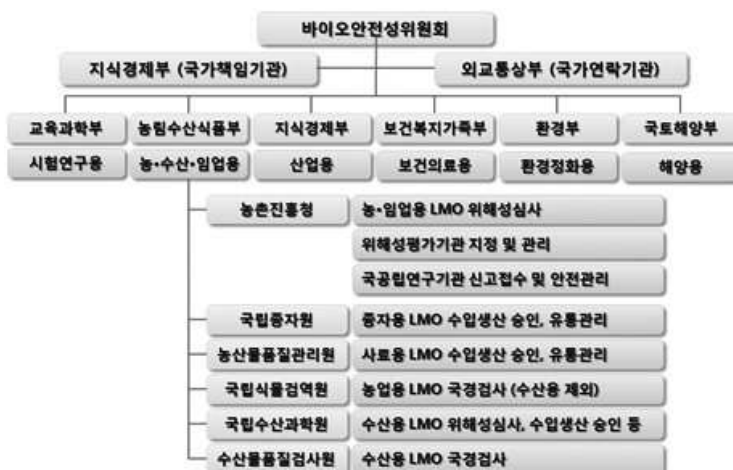 바이오안전성위원회
지식경제부 (국가책임기관) 외교통상부 (국가연락기관)
교육과학부 농림수산식품부 지식경제부 보건복지가족부 환경부 국토해양부
시험연구용 농·수산·임업용 산업용 보건의료용 환경정화용 해양용
농촌진흥청 농·임업용 LMO 위해성심사
위해성평가기관 지정 및 관리
국공립연구기관 신고접수 및 안전관리
국립종자원 종자용 LMO 수입생산 승인, 유통관리
농산물품질관리원 사료용 LMO 수입생산 승인, 유통관리
국립식물검역원 농업용 LMO 국경검사 (수산용 제외)
국립수산과학원 수산용 LMO 위해성심사, 수입생산 승인 등
수산물품질검사원 수산용 LMO 국경검사